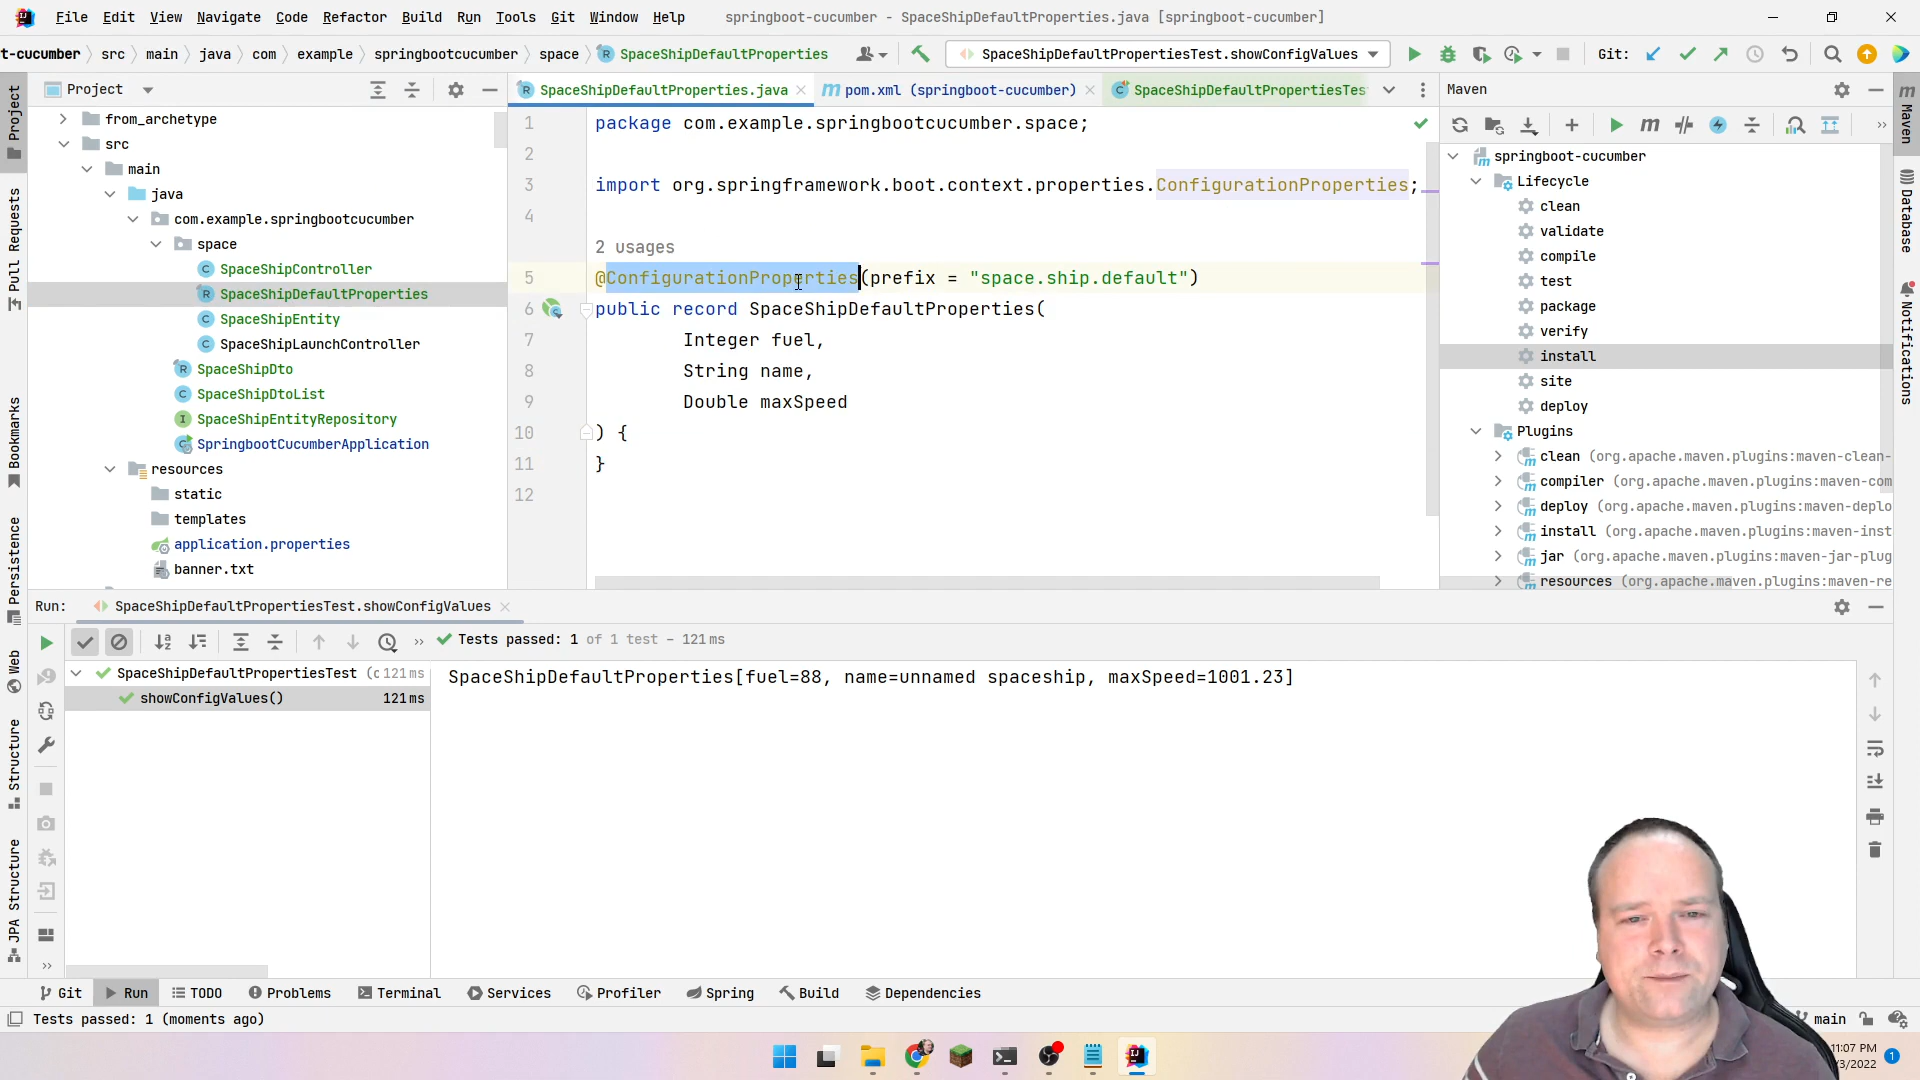 File Edit View Navigate Code Refactor Build Run Tools Git Window Help springboot-cucumber - SpaceShipDefaultProperties.java [springboot-cucumber]
t-cucumber src main java com example springbootcucumber space SpaceShipDefaultProperties SpaceShipDefaultPropertiesTest.showConfigValues Git:
Project
SpaceShipDefaultProperties.java pom.xml (springboot-cucumber) SpaceShipDefaultPropertiesTes
Maven
Project
Pull Requests
Bookmarks
Persistence
Web
Structure
JPA Structure
from_archetype
src
main
java
com.example.springbootcucumber
space
SpaceShipController
SpaceShipDefaultProperties
SpaceShipEntity
SpaceShipLaunchController
SpaceShipDto
SpaceShipDtoList
SpaceShipEntityRepository
SpringbootCucumberApplication
resources
static
templates
application.properties
banner.txt
1 package com.example.springbootcucumber.space;
2
3 import org.springframework.boot.context.properties.ConfigurationProperties;
4
2 usages
5 @ConfigurationProperties(prefix = "space.ship.default")
6 public record SpaceShipDefaultProperties(
7 Integer fuel,
8 String name,
9 Double maxSpeed
10 ) {
11 }
12
springboot-cucumber
Lifecycle
clean
validate
compile
test
package
verify
install
site
deploy
Plugins
clean (org.apache.maven.plugins:maven-clean-
compiler (org.apache.maven.plugins:maven-com
deploy (org.apache.maven.plugins:maven-deplo
install (org.apache.maven.plugins:maven-inst
jar (org.apache.maven.plugins:maven-jar-plug
resources (org.apache.maven.plugins:maven-re
Maven
Database
Notifications
Run: SpaceShipDefaultPropertiesTest.showConfigValues
Tests passed: 1 of 1 test – 121 ms
SpaceShipDefaultPropertiesTest (c 121 ms
showConfigValues() 121 ms
SpaceShipDefaultProperties[fuel=88, name=unnamed spaceship, maxSpeed=1001.23]
Git Run TODO Problems Terminal Services Profiler Spring Build Dependencies
Tests passed: 1 (moments ago)
main
11:07 PM
/3/2022
1